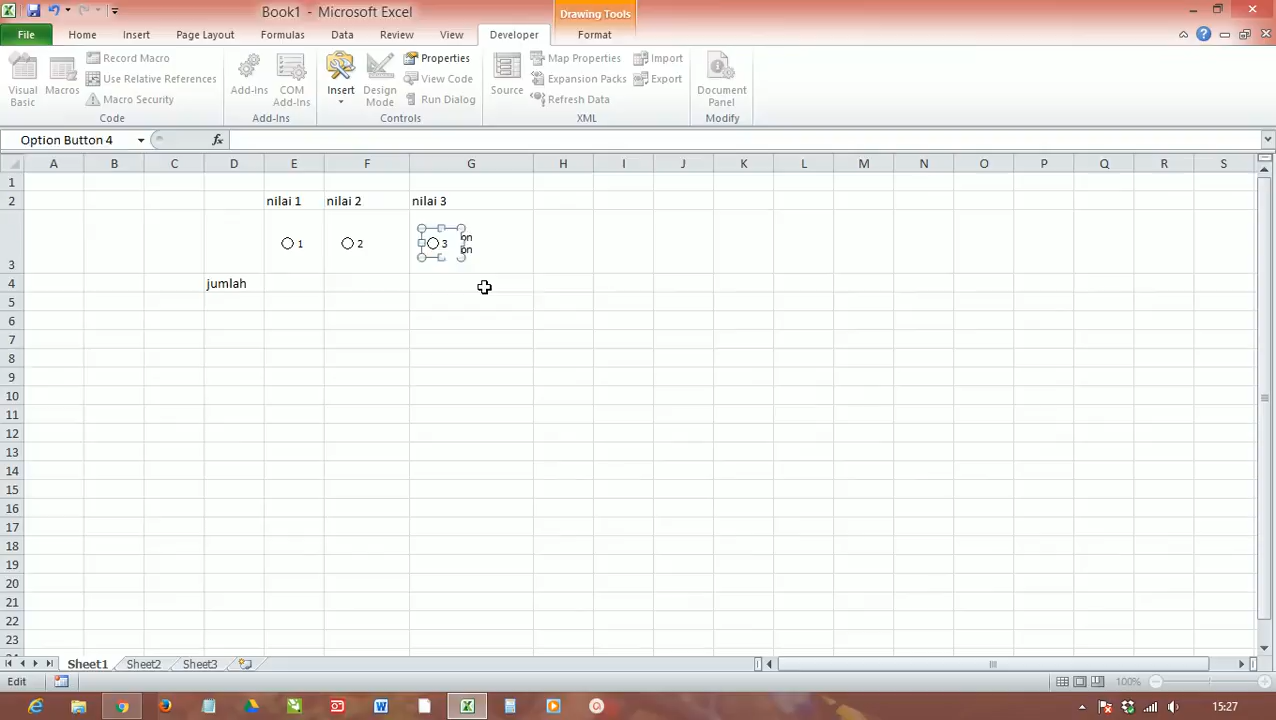 Book1 - Microsoft Excel
Drawing Tools
File Home Insert Page Layout Formulas Data Review View Developer Format
Visual Basic
Macros
Record Macro
Use Relative References
Macro Security
Code
Add-Ins
COM Add-Ins
Add-Ins
Insert
Design Mode
Properties
View Code
Run Dialog
Controls
Source
Map Properties
Expansion Packs
Refresh Data
Import
Export
XML
Document Panel
Modify
Option Button 4 fx
A B C D E F G H I J K L M N O P Q R S
1
2 nilai 1 nilai 2 nilai 3
3 1 2 3 on
on
4 jumlah
5
6
7
8
9
10
11
12
13
14
15
16
17
18
19
20
21
22
23
Sheet1 Sheet2 Sheet3
Edit 100%
15:27